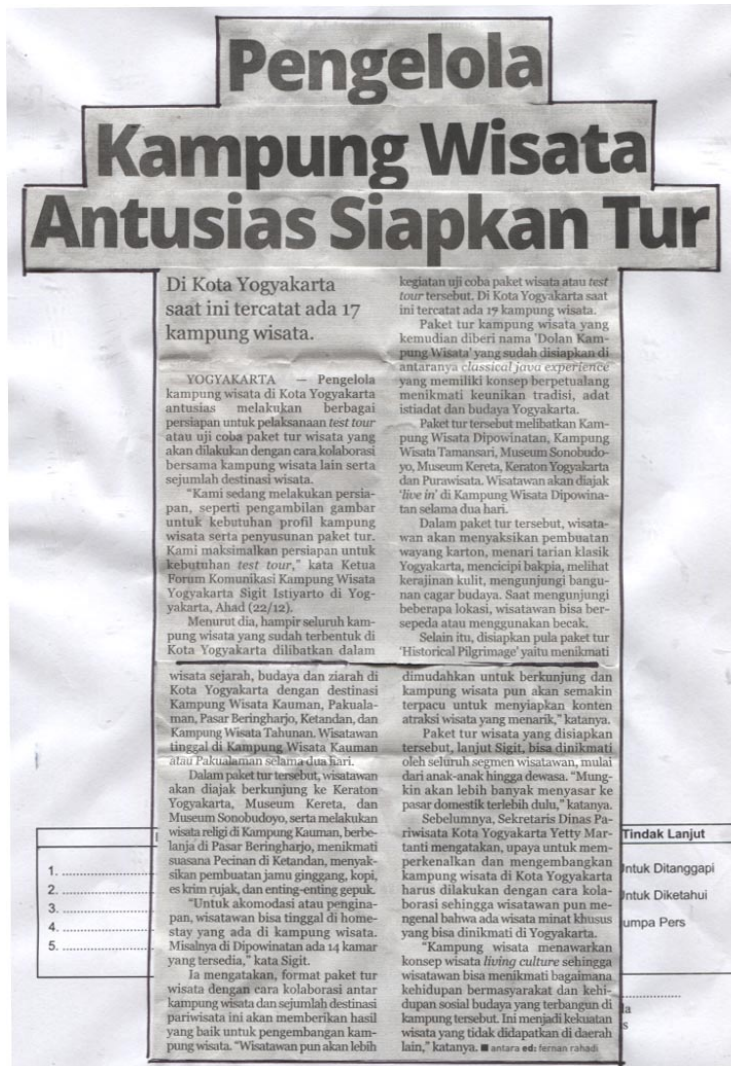 Pengelola
Kampung Wisata
Antusias Siapkan Tur
Di Kota Yogyakarta
saat ini tercatat ada 17
kampung wisata.
YOGYAKARTA — Pengelola
kampung wisata di Kota Yogyakarta
antusias melakukan berbagai
persiapan untuk pelaksanaan test tour
atau uji coba paket tur wisata yang
akan dilakukan dengan cara kolaborasi
bersama kampung wisata lain serta
sejumlah destinasi wisata.
"Kami sedang melakukan persia-
pan, seperti pengambilan gambar
untuk kebutuhan profil kampung
wisata serta penyusunan paket tur.
Kami maksimalkan persiapan untuk
kebutuhan test tour," kata Ketua
Forum Komunikasi Kampung Wisata
Yogyakarta Sigit Istiyarto di Yog-
yakarta, Ahad (22/12).
Menurut dia, hampir seluruh kam-
pung wisata yang sudah terbentuk di
Kota Yogyakarta dilibatkan dalam
kegiatan uji coba paket wisata atau test
tour tersebut. Di Kota Yogyakarta saat
ini tercatat ada 17 kampung wisata.
Paket tur kampung wisata yang
kemudian diberi nama 'Dolan Kam-
pung Wisata' yang sudah disiapkan di
antaranya classical java experience
yang memiliki konsep berpetualang
menikmati keunikan tradisi, adat
istiadat dan budaya Yogyakarta.
Paket tur tersebut melibatkan Kam-
pung Wisata Dipowinatan, Kampung
Wisata Tamansari, Museum Sonobudo-
yo, Museum Kereta, Keraton Yogyakarta
dan Purawisata. Wisatawan akan diajak
'live in' di Kampung Wisata Dipowina-
tan selama dua hari.
Dalam paket tur tersebut, wisata-
wan akan menyaksikan pembuatan
wayang karton, menari tarian klasik
Yogyakarta, mencicipi bakpia, melihat
kerajinan kulit, mengunjungi bangu-
nan cagar budaya. Saat mengunjungi
beberapa lokasi, wisatawan bisa ber-
sepeda atau menggunakan becak.
Selain itu, disiapkan pula paket tur
'Historical Pilgrimage' yaitu menikmati
wisata sejarah, budaya dan ziarah di
Kota Yogyakarta dengan destinasi
Kampung Wisata Kauman, Pakuala-
man, Pasar Beringharjo, Ketandan, dan
Kampung Wisata Tahunan. Wisatawan
tinggal di Kampung Wisata Kauman
atau Pakualaman selama dua hari.
Dalam paket tur tersebut, wisatawan
akan diajak berkunjung ke Keraton
Yogyakarta, Museum Kereta, dan
Museum Sonobudoyo, serta melakukan
wisata religi di Kampung Kauman, berbe-
lanja di Pasar Beringharjo, menikmati
suasana Pecinan di Ketandan, menyak-
sikan pembuatan jamu ginggang, kopi,
es krim rujak, dan enting-enting gepuk.
"Untuk akomodasi atau pengina-
pan, wisatawan bisa tinggal di home-
stay yang ada di kampung wisata.
Misalnya di Dipowinatan ada 14 kamar
yang tersedia," kata Sigit.
Ia mengatakan, format paket tur
wisata dengan cara kolaborasi antar
kampung wisata dan sejumlah destinasi
pariwisata ini akan memberikan hasil
yang baik untuk pengembangan kam-
pung wisata. "Wisatawan pun akan lebih
dimudahkan untuk berkunjung dan
kampung wisata pun akan semakin
terpacu untuk menyiapkan konten
atraksi wisata yang menarik," katanya.
Paket tur wisata yang disiapkan
tersebut, lanjut Sigit, bisa dinikmati
oleh seluruh segmen wisatawan, mulai
dari anak-anak hingga dewasa. "Mung-
kin akan lebih banyak menyasar ke
pasar domestik terlebih dulu," katanya.
Sebelumnya, Sekretaris Dinas Pa-
riwisata Kota Yogyakarta Yetty Mar-
tanti mengatakan, upaya untuk mem-
perkenalkan dan mengembangkan
kampung wisata di Kota Yogyakarta
harus dilakukan dengan cara kola-
borasi sehingga wisatawan pun me-
ngenal bahwa ada wisata minat khusus
yang bisa dinikmati di Yogyakarta.
"Kampung wisata menawarkan
konsep wisata living culture sehingga
wisatawan bisa menikmati bagaimana
kehidupan bermasyarakat dan kehi-
dupan sosial budaya yang terbangun di
kampung tersebut. Ini menjadi kekuatan
wisata yang tidak didapatkan di daerah
lain," katanya. ■ antara ed: fernan rahadi
1. ..............
2. ..............
3. ..............
4. ..............
5. ..............
Tindak Lanjut
Untuk Ditanggapi
Untuk Diketahui
umpa Pers